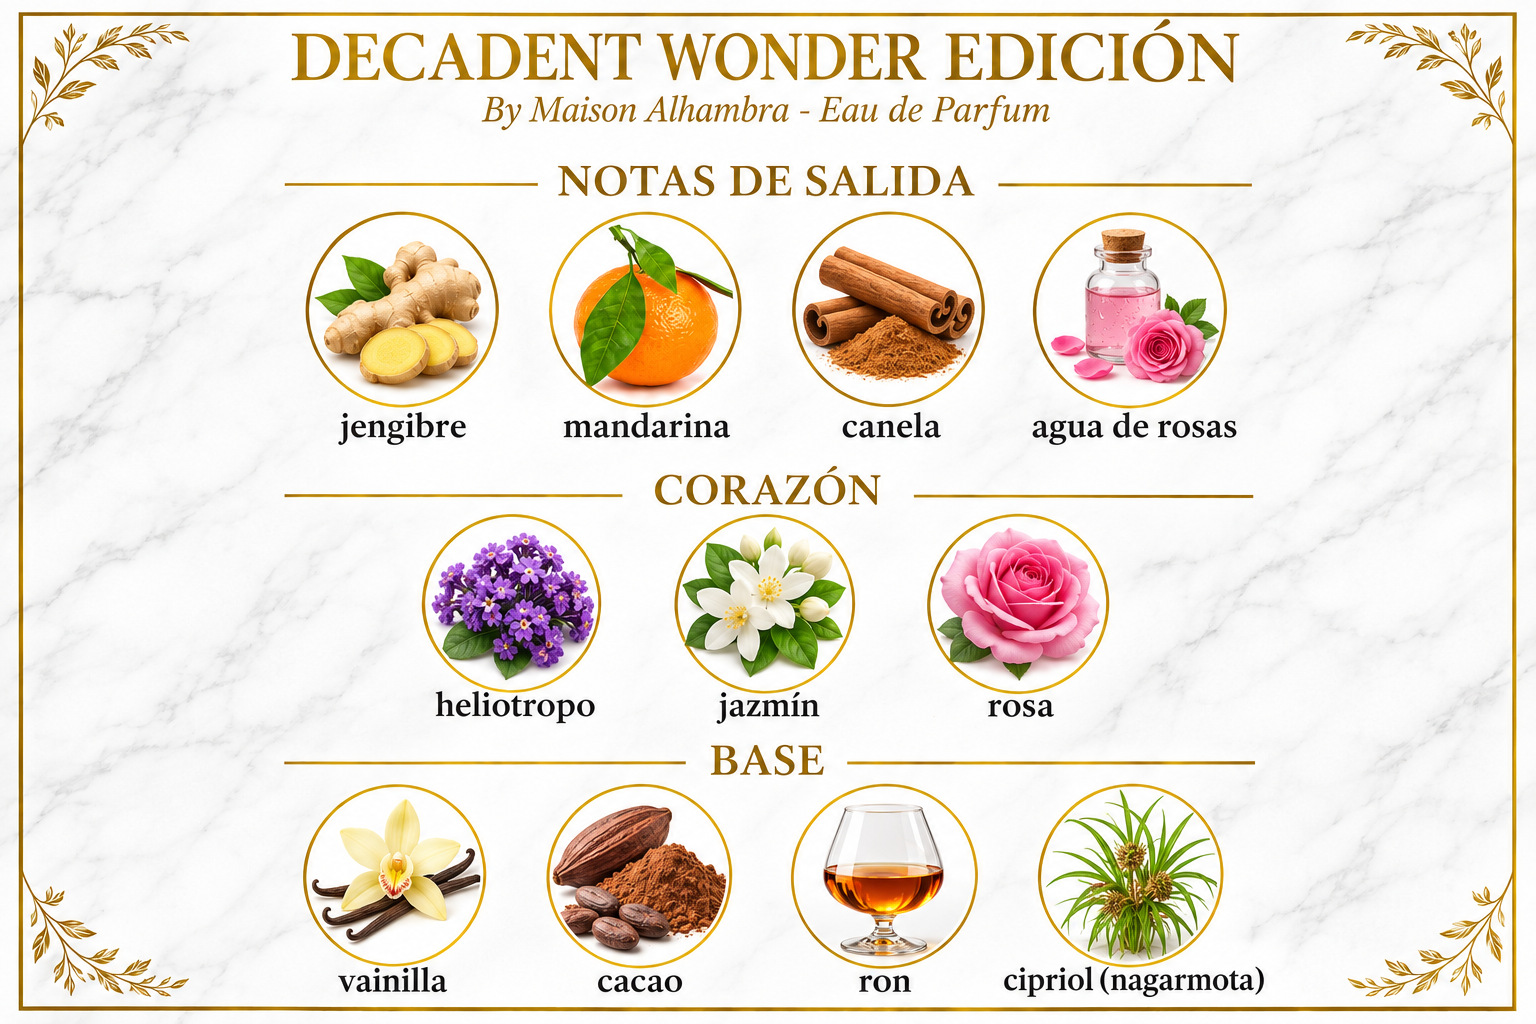 DECADENT WONDER EDICIÓN
By Maison Alhambra - Eau de Parfum
NOTAS DE SALIDA
jengibre
mandarina
canela
agua de rosas
CORAZÓN
heliotropo
jazmín
rosa
BASE
vainilla
cacao
ron
cipriol (nagarmota)